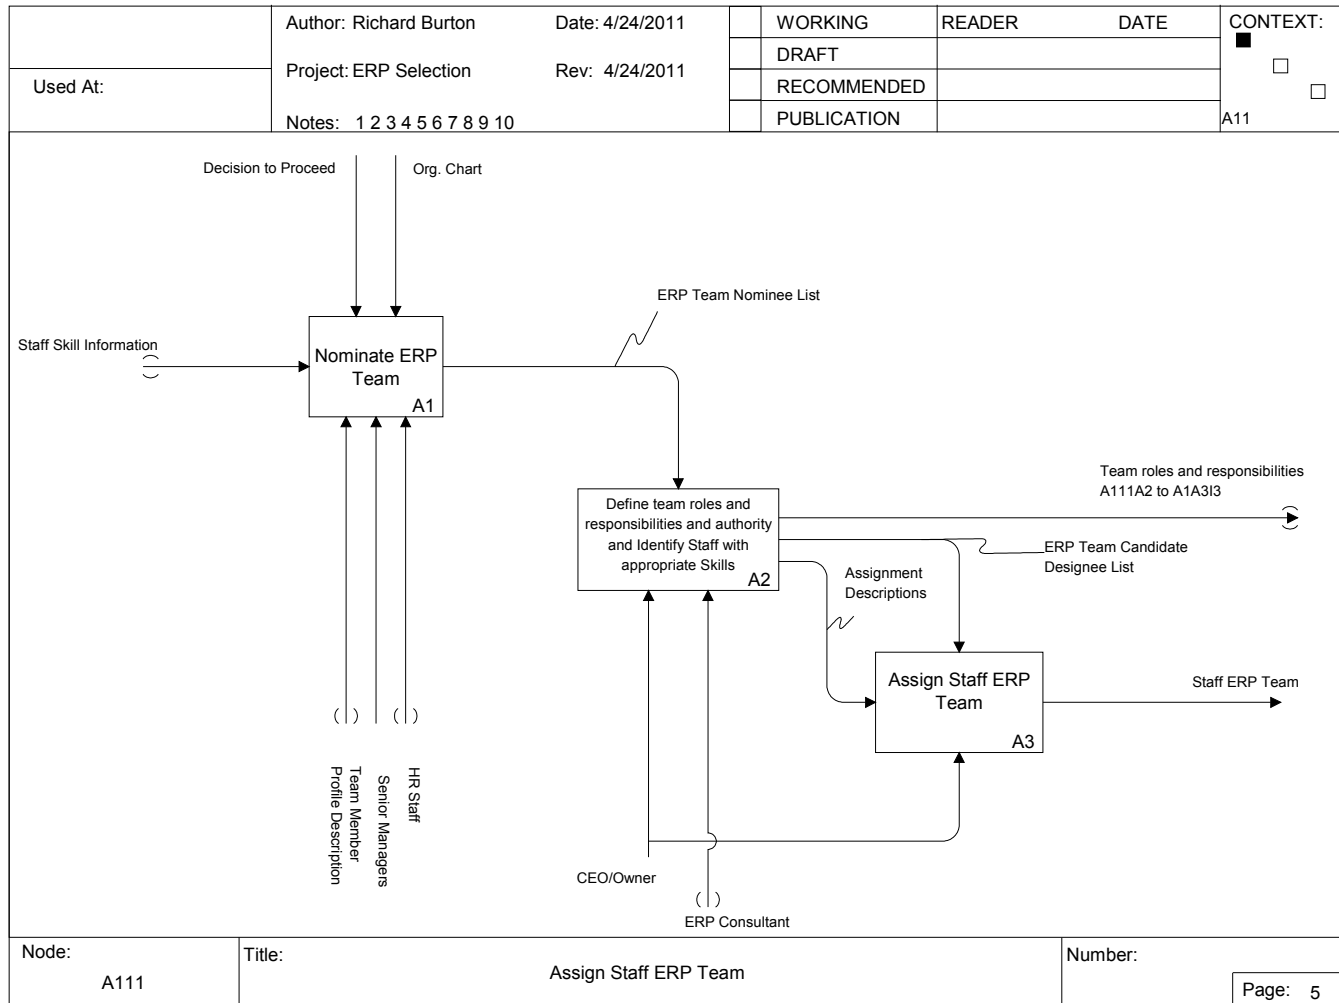 Used At:
Author: Richard Burton
Date: 4/24/2011
Project: ERP Selection
Rev: 4/24/2011
Notes: 1 2 3 4 5 6 7 8 9 10
WORKING
DRAFT
RECOMMENDED
PUBLICATION
READER
DATE
CONTEXT:
A11
Decision to Proceed
Org. Chart
ERP Team Nominee List
Staff Skill Information
Nominate ERP
Team
A1
Team roles and responsibilities
A111A2 to A1A3I3
Define team roles and
responsibilities and authority
and Identify Staff with
appropriate Skills
A2
ERP Team Candidate
Designee List
Assignment
Descriptions
Assign Staff ERP
Team
A3
Staff ERP Team
Team Member
Profile Description
Senior Managers
HR Staff
CEO/Owner
ERP Consultant
Node:
A111
Title:
Assign Staff ERP Team
Number:
Page: 5